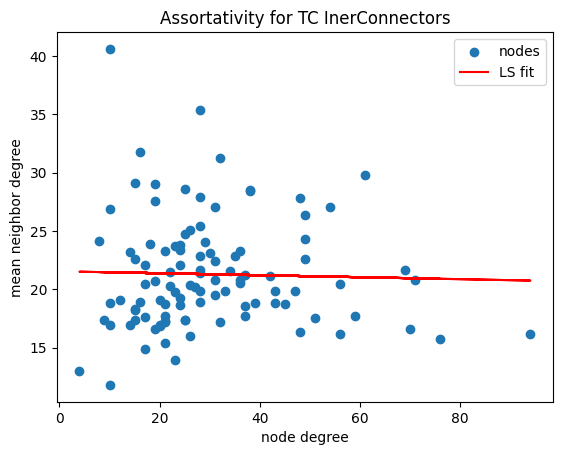 Assortativity for TC InerConnectors
nodes
LS fit
mean neighbor degree
40
35
30
25
20
15
0
20
40
60
80
node degree